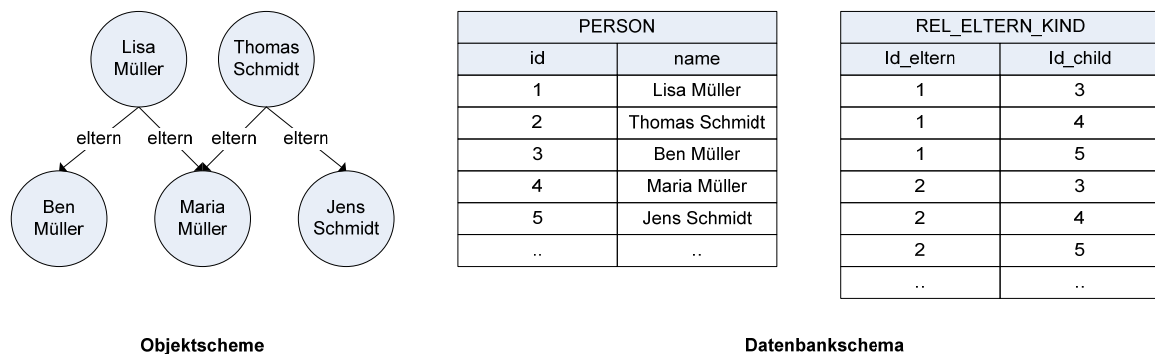 Lisa
Müller
Thomas
Schmidt
eltern
eltern
eltern
eltern
Ben
Müller
Maria
Müller
Jens
Schmidt
Objektscheme
PERSON
id name
1 Lisa Müller
2 Thomas Schmidt
3 Ben Müller
4 Maria Müller
5 Jens Schmidt
.. ..
REL_ELTERN_KIND
Id_eltern Id_child
1 3
1 4
1 5
2 3
2 4
2 5
.. ..
Datenbankschema